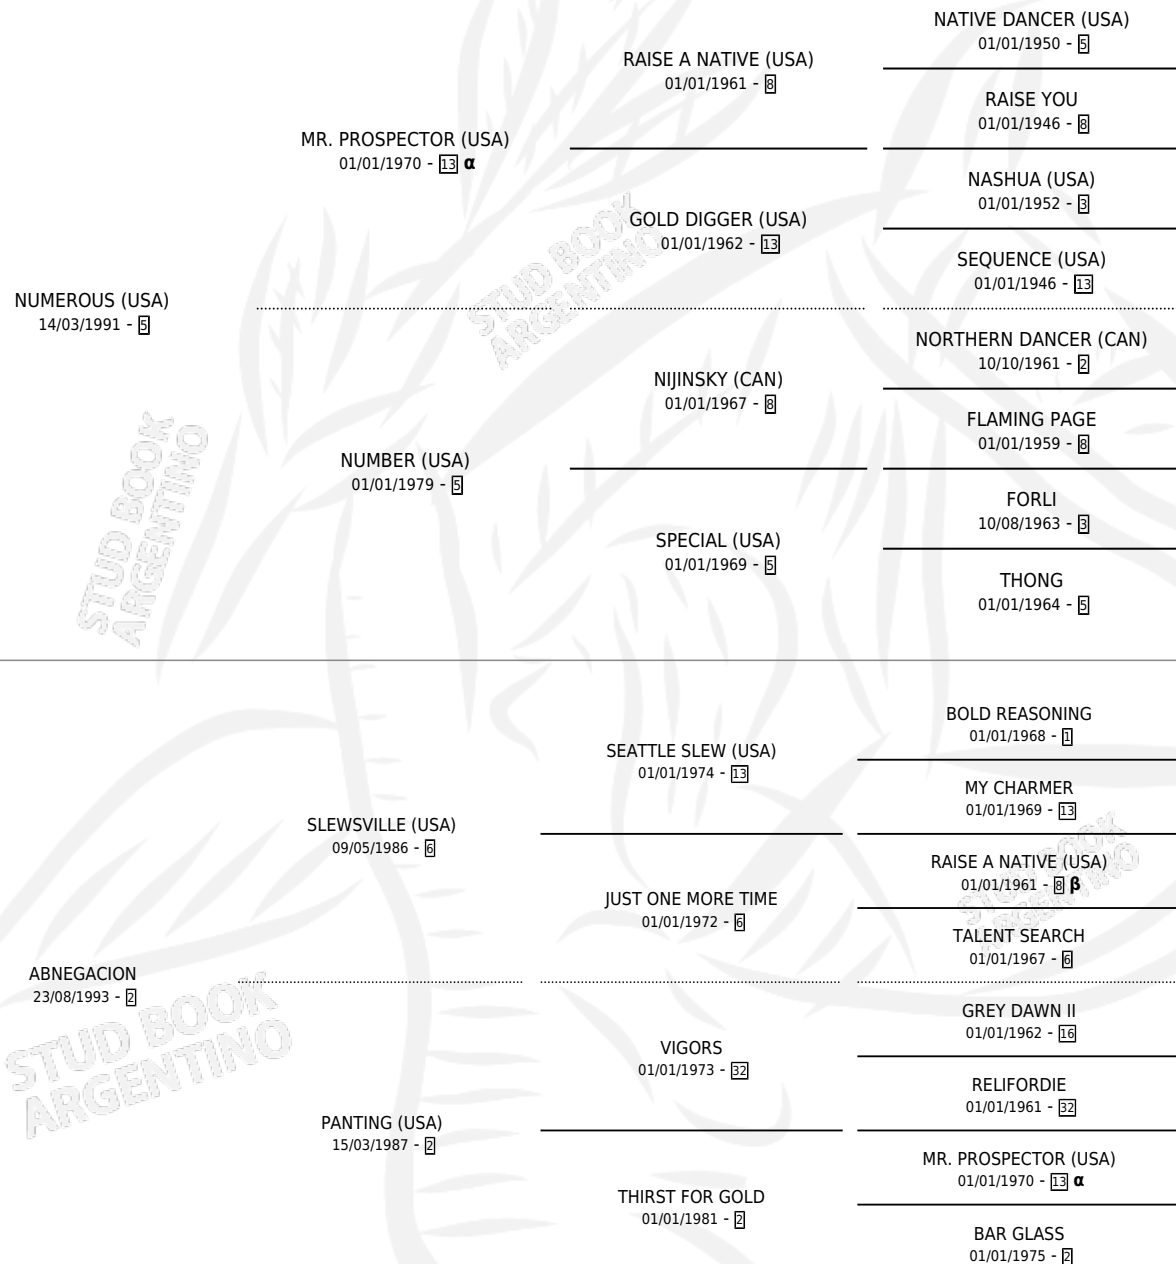 NATIVE DANCER (USA)
01/01/1950 - 5
RAISE A NATIVE (USA)
01/01/1961 - 8
RAISE YOU
01/01/1946 - 8
MR. PROSPECTOR (USA)
01/01/1970 - 13 α
NASHUA (USA)
01/01/1952 - 3
GOLD DIGGER (USA)
01/01/1962 - 13
SEQUENCE (USA)
01/01/1946 - 13
STUD BOOK
ARGENTINO
NUMEROUS (USA)
14/03/1991 - 5
NORTHERN DANCER (CAN)
10/10/1961 - 2
NIJINSKY (CAN)
01/01/1967 - 8
FLAMING PAGE
01/01/1959 - 8
NUMBER (USA)
01/01/1979 - 5
FORLI
10/08/1963 - 3
SPECIAL (USA)
01/01/1969 - 5
THONG
01/01/1964 - 5
STUD BOOK
ARGENTINO
BOLD REASONING
01/01/1968 - 1
SEATTLE SLEW (USA)
01/01/1974 - 13
MY CHARMER
01/01/1969 - 13
SLEWSVILLE (USA)
09/05/1986 - 6
RAISE A NATIVE (USA)
01/01/1961 - 8 β
JUST ONE MORE TIME
01/01/1972 - 6
TALENT SEARCH
01/01/1967 - 6
STUD BOOK
ARGENTINO
ABNEGACION
23/08/1993 - 2
GREY DAWN II
01/01/1962 - 16
VIGORS
01/01/1973 - 32
RELIFORDIE
01/01/1961 - 32
PANTING (USA)
15/03/1987 - 2
MR. PROSPECTOR (USA)
01/01/1970 - 13 α
THIRST FOR GOLD
01/01/1981 - 2
BAR GLASS
01/01/1975 - 2
STUD BOOK
ARGENTINO